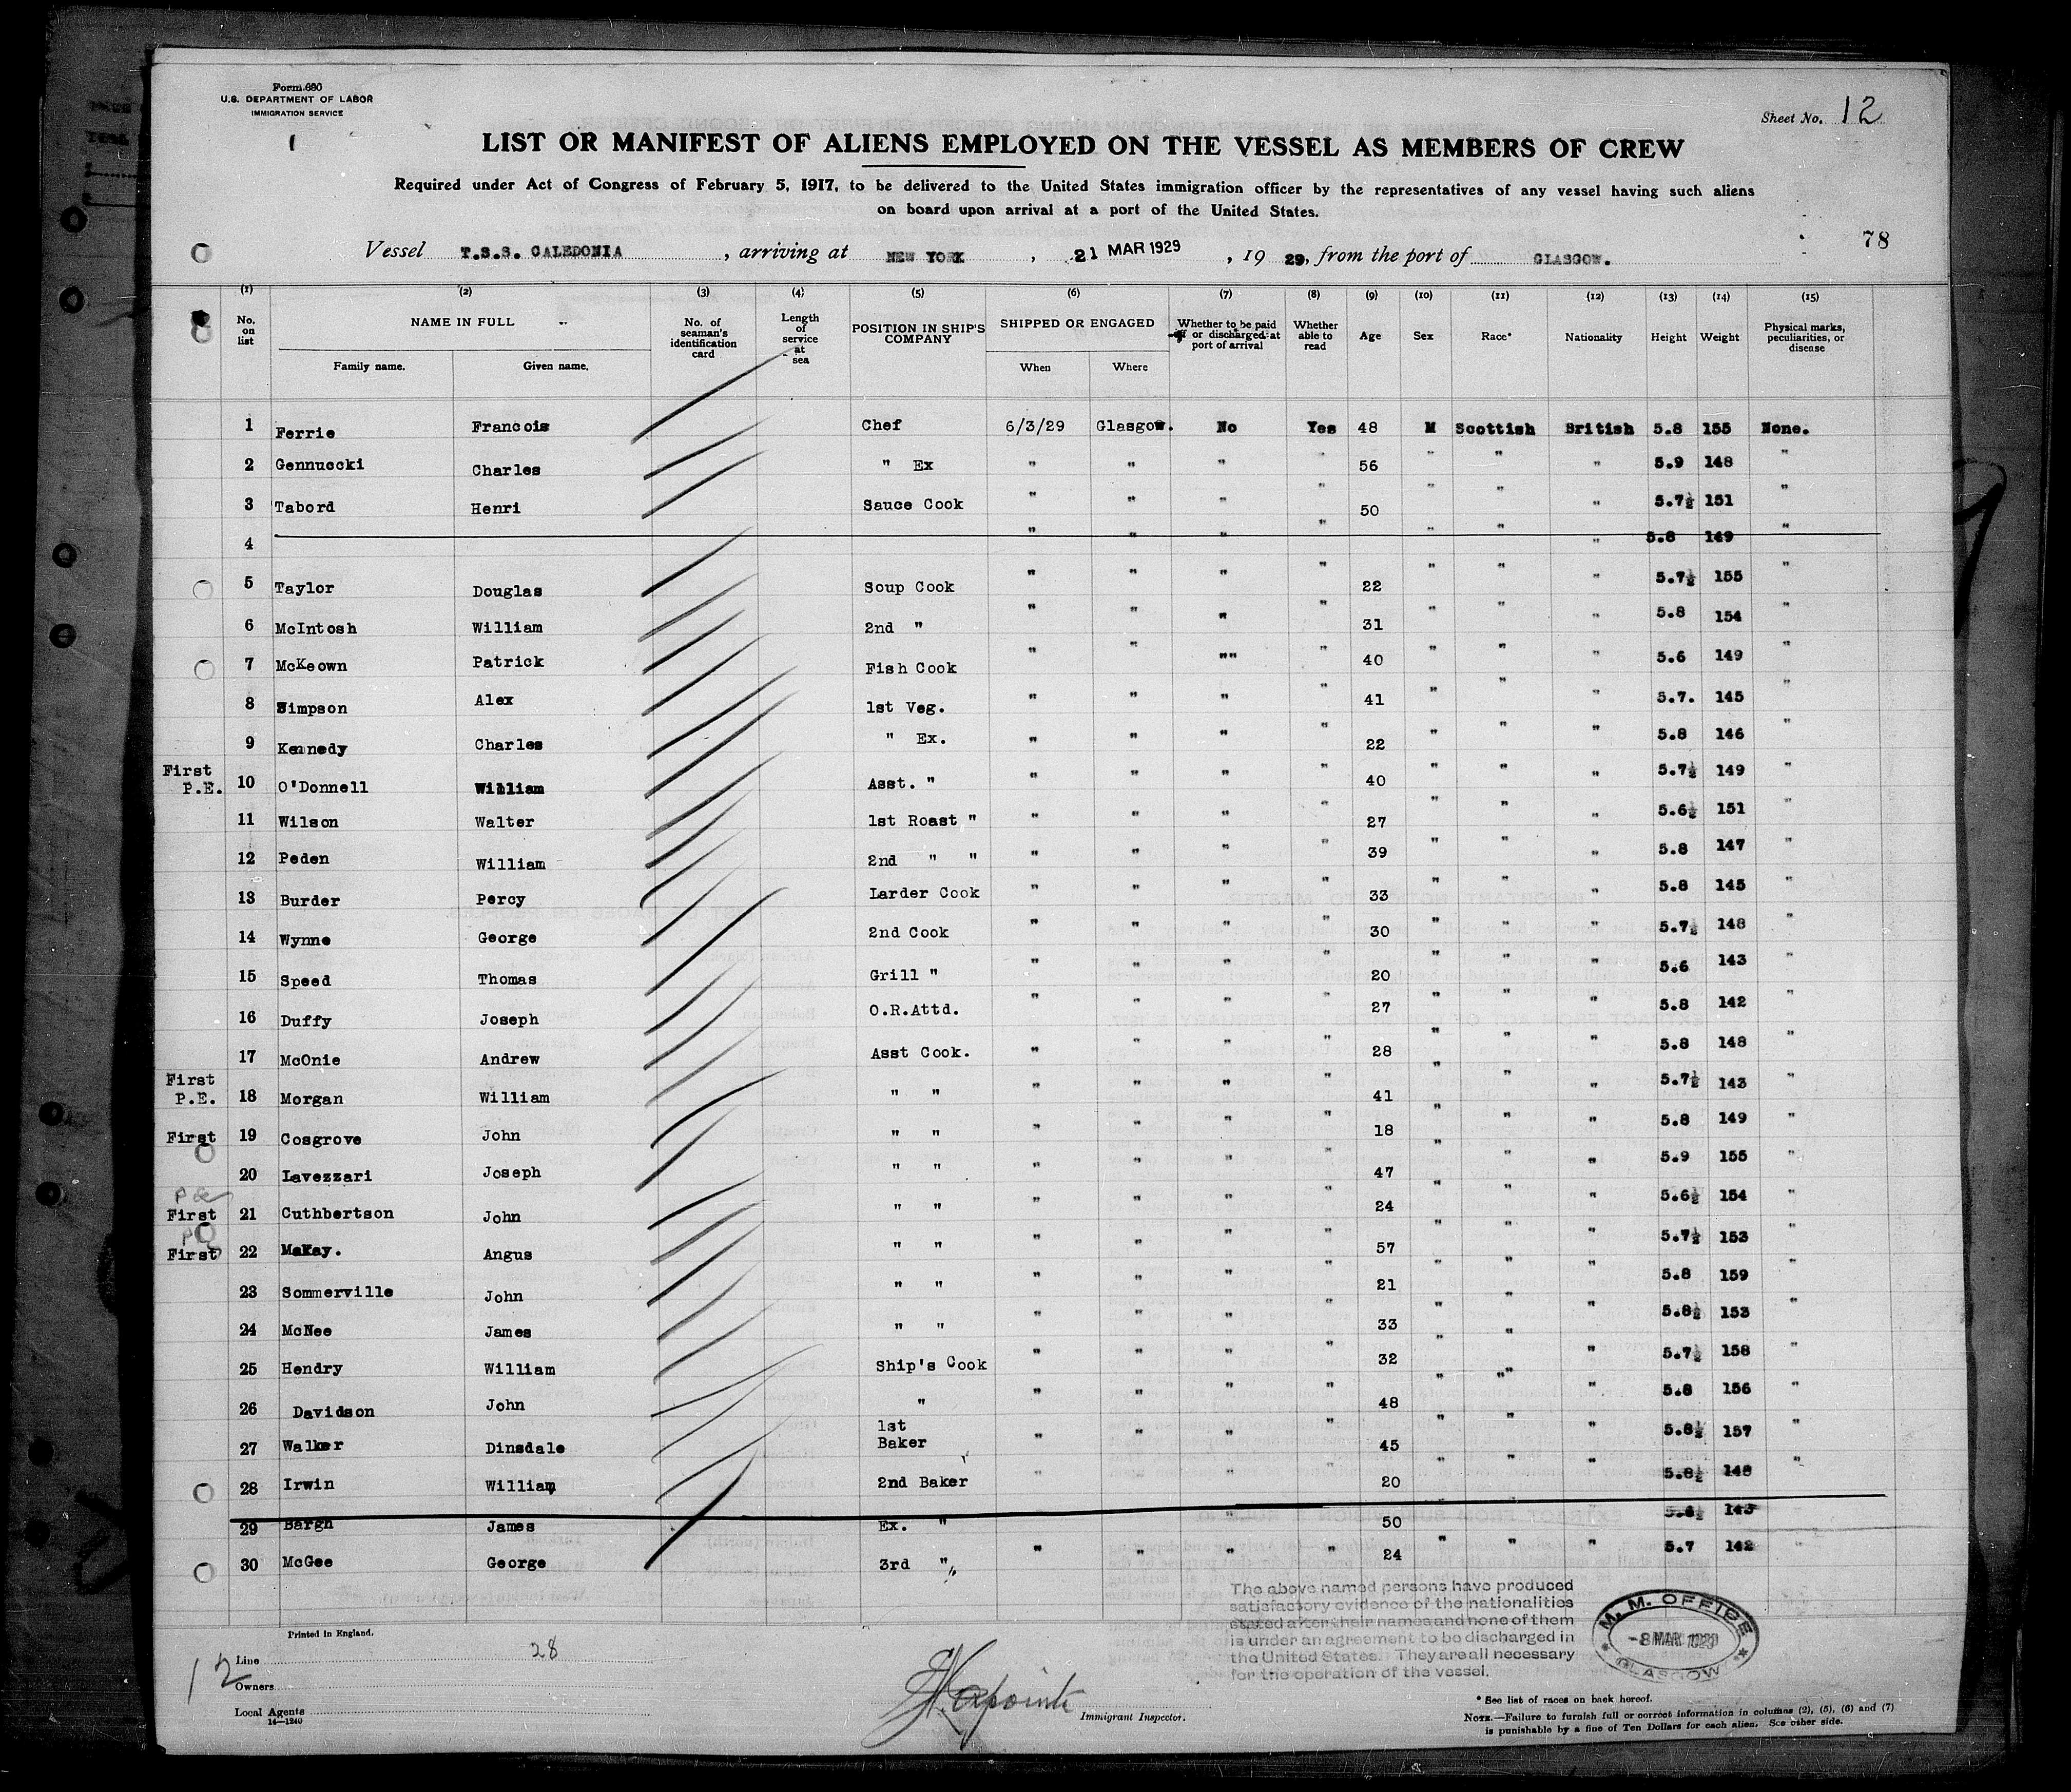 Form 680
U.S. DEPARTMENT OF LABOR
IMMIGRATION SERVICE
Sheet No. 12
LIST OR MANIFEST OF ALIENS EMPLOYED ON THE VESSEL AS MEMBERS OF CREW
Required under Act of Congress of February 5, 1917, to be delivered to the United States immigration officer by the representatives of any vessel having such aliens
on board upon arrival at a port of the United States.
78
Vessel T.S.S. CALEDONIA, arriving at NEW YORK, 21 MAR 1929, 19 29, from the port of GLASGOW.
(1) (2) (3) (4) (5) (6) (7) (8) (9) (10) (11) (12) (13) (14) (15)
No. on list NAME IN FULL Family name. Given name. No. of seaman's identification card Length of service at sea POSITION IN SHIP'S COMPANY SHIPPED OR ENGAGED When Where Whether to be paid off or discharged at port of arrival Whether able to read Age Sex Race* Nationality Height Weight Physical marks, peculiarities, or disease
1 Ferrie Francois Chef 6/3/29 Glasgow. No Yes 48 M Scottish British 5.8 155 None.
2 Gennuccki Charles " Ex " " " " 56 " " " 5.9 148 "
3 Tabord Henri Sauce Cook " " " " 50 " " " 5.7½ 151 "
4 " " " " " " " 5.8 149 "
5 Taylor Douglas Soup Cook " " " " 22 " " " 5.7½ 155 "
6 McIntosh William 2nd " " " " " 31 " " " 5.8 154 "
7 McKeown Patrick Fish Cook " " "" " 40 " " " 5.6 149 "
8 Simpson Alex 1st Veg. " " " " 41 " " " 5.7. 145 "
9 Kennedy Charles " Ex. " " " " 22 " " " 5.8 146 "
First
P.E. 10 O'Donnell William Asst. " " " " " 40 " " " 5.7½ 149 "
11 Wilson Walter 1st Roast " " " " " 27 " " " 5.6½ 151 "
12 Peden William 2nd " " " " " " 39 " " " 5.8 147 "
13 Burder Percy Larder Cook " " " " 33 " " " 5.8 145 "
14 Wynne George 2nd Cook " " " " 30 " " " 5.7½ 148 "
15 Speed Thomas Grill " " " " " 20 " " " 5.6 143 "
16 Duffy Joseph O.R.Attd. " " " " 27 " " " 5.8 142 "
17 McOnie Andrew Asst Cook. " " " " 28 " " " 5.8 148 "
First
P.E. 18 Morgan William " " " " " " 41 " " " 5.7½ 143 "
First 19 Cosgrove John " " " " " " 18 " " " 5.8 149 "
20 Lavezzari Joseph " " " " " " 47 " " " 5.9 155 "
PE
First 21 Cuthbertson John " " " " " " 24 " " " 5.6½ 154 "
First 22 McKay. Angus " " " " " " 57 " " " 5.7½ 153 "
23 Sommerville John " " " " " " 21 " " " 5.8 159 "
24 McNee James " " " " " " 33 " " " 5.8½ 153 "
25 Hendry William Ship's Cook " " " " 32 " " " 5.7½ 158 "
26 Davidson John " " " " " 48 " " " 5.8 156 "
27 Walker Dinsdale 1st Baker " " " " 45 " " " 5.8½ 157 "
28 Irwin William 2nd Baker " " " " 20 " " " 5.8½ 148 "
29 Bargh James Ex. " " 50 143
30 McGee George 3rd " " " " " 24 " " " 5.7 142 "
The above named persons have produced
satisfactory evidence of the nationalities
stated after their names and none of them
is under an agreement to be discharged in
the United States. They are all necessary
for the operation of the vessel.
M. M. OFFICE
-8 MAR 1929
GLASGOW
Printed in England.
12
Line 28
Owners
Local Agents
14—1240
Immigrant Inspector.
* See list of races on back hereof.
NOTE.—Failure to furnish full or correct information in columns (2), (5), (6) and (7)
is punishable by a fine of Ten Dollars for each alien. See other side.